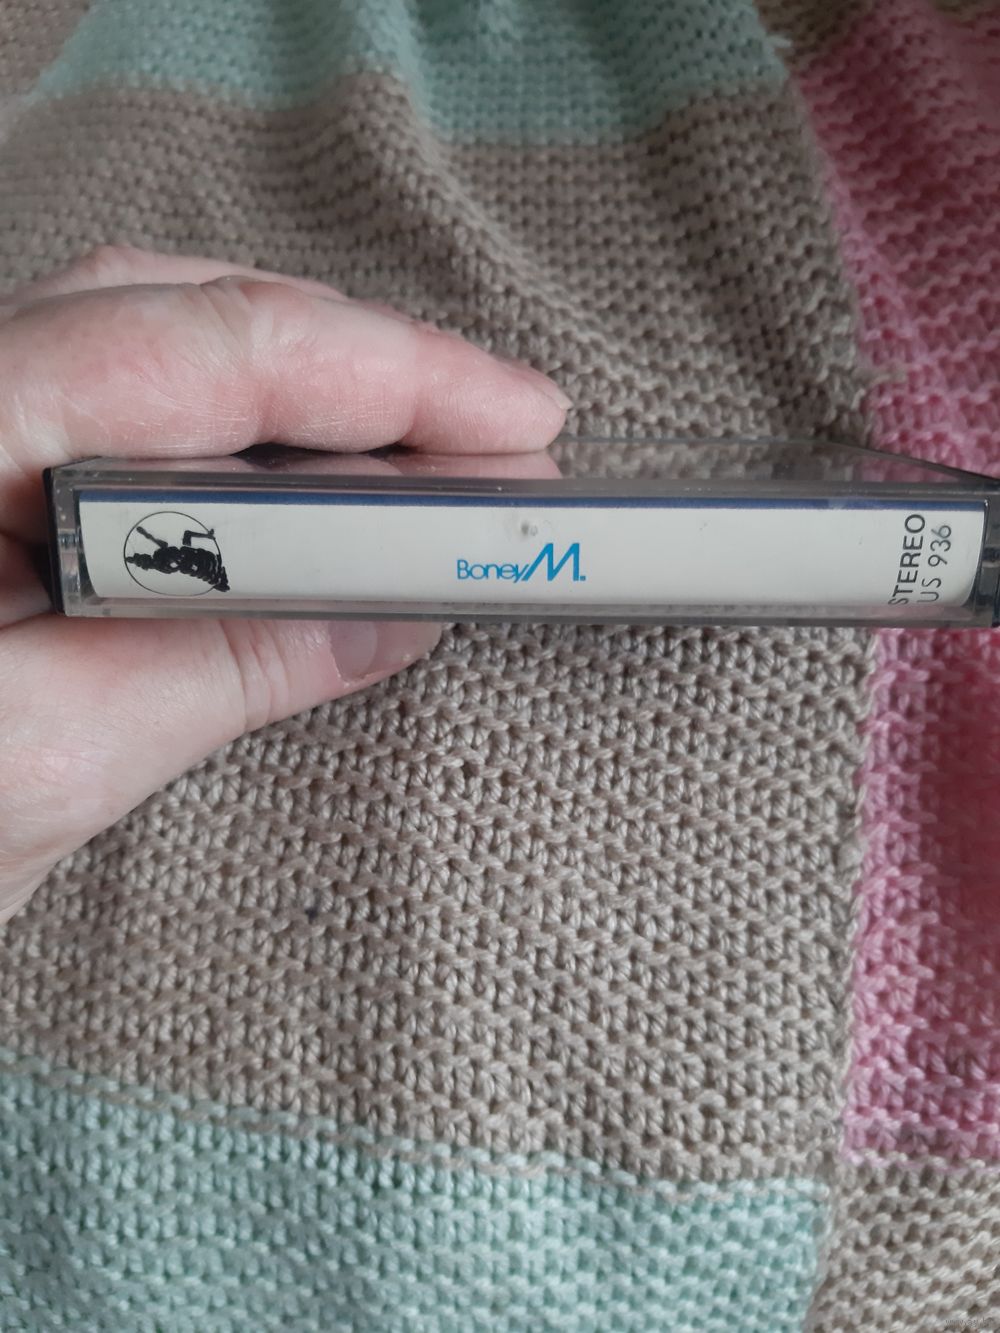 Boney M.
STEREO
US 936